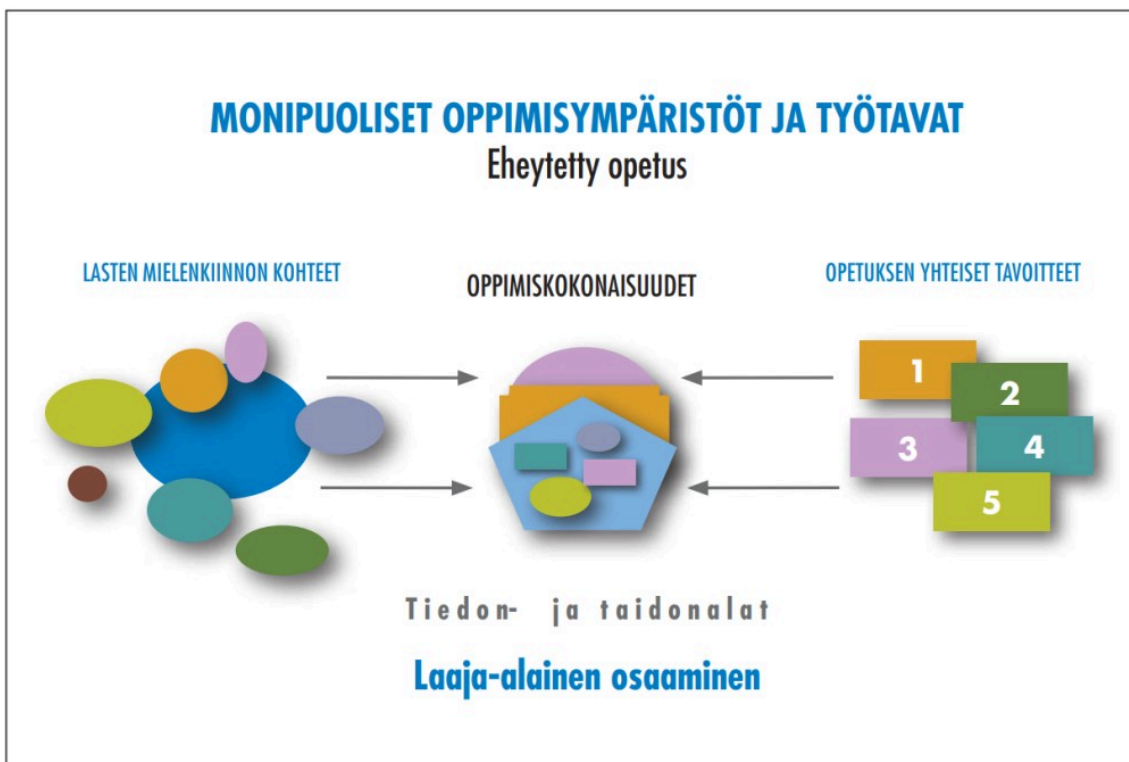 MONIPUOLISET OPPIMISYMPÄRISTÖT JA TYÖTAVAT
Eheytetty opetus
LASTEN MIELENKIINNON KOHTEET
OPPIMISKOKONAISUUDET
OPETUKSEN YHTEISET TAVOITTEET
1
2
3
4
5
Tiedon- ja taidonalat
Laaja-alainen osaaminen